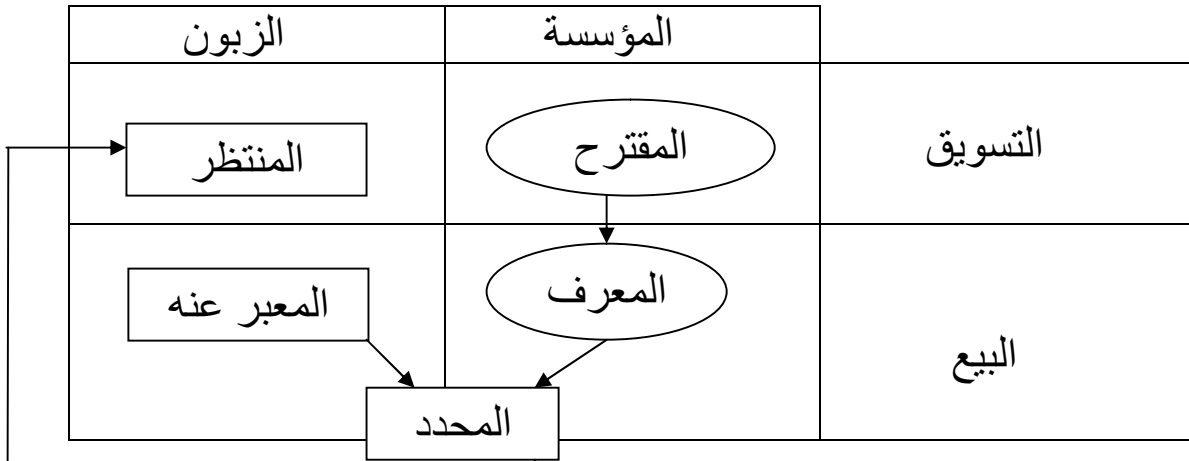 المؤسسة
الزبون
التسويق
المقترح
المنتظر
البيع
المعرف
المعبر عنه
المحدد